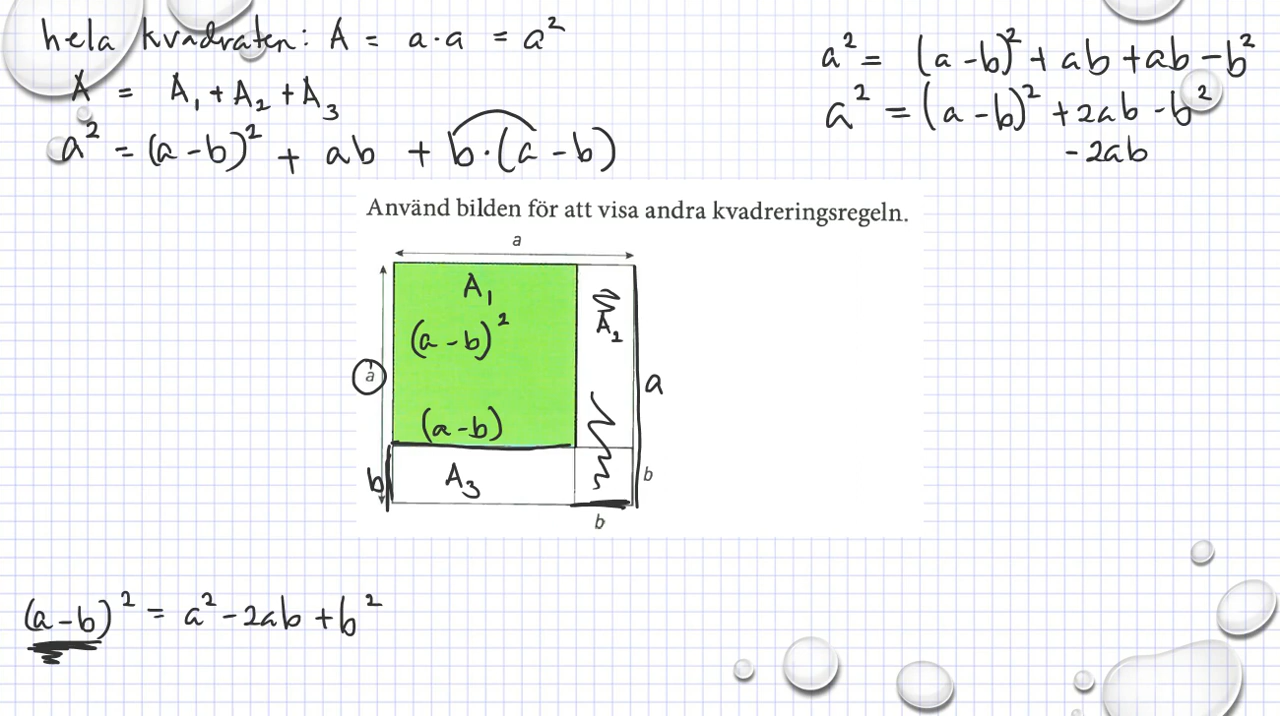 hela kvadraten: A = a·a = a²
A = A₁ + A₂ + A₃
a² = (a-b)² + ab + b·(a-b)
a² = (a-b)² + ab + ab - b²
a² = (a-b)² + 2ab - b²
- 2ab
Använd bilden för att visa andra kvadreringsregeln.
a
A₁
(a-b)²
A₂
a
a
(a-b)
A₃
b
b
b
(a-b)² = a² - 2ab + b²